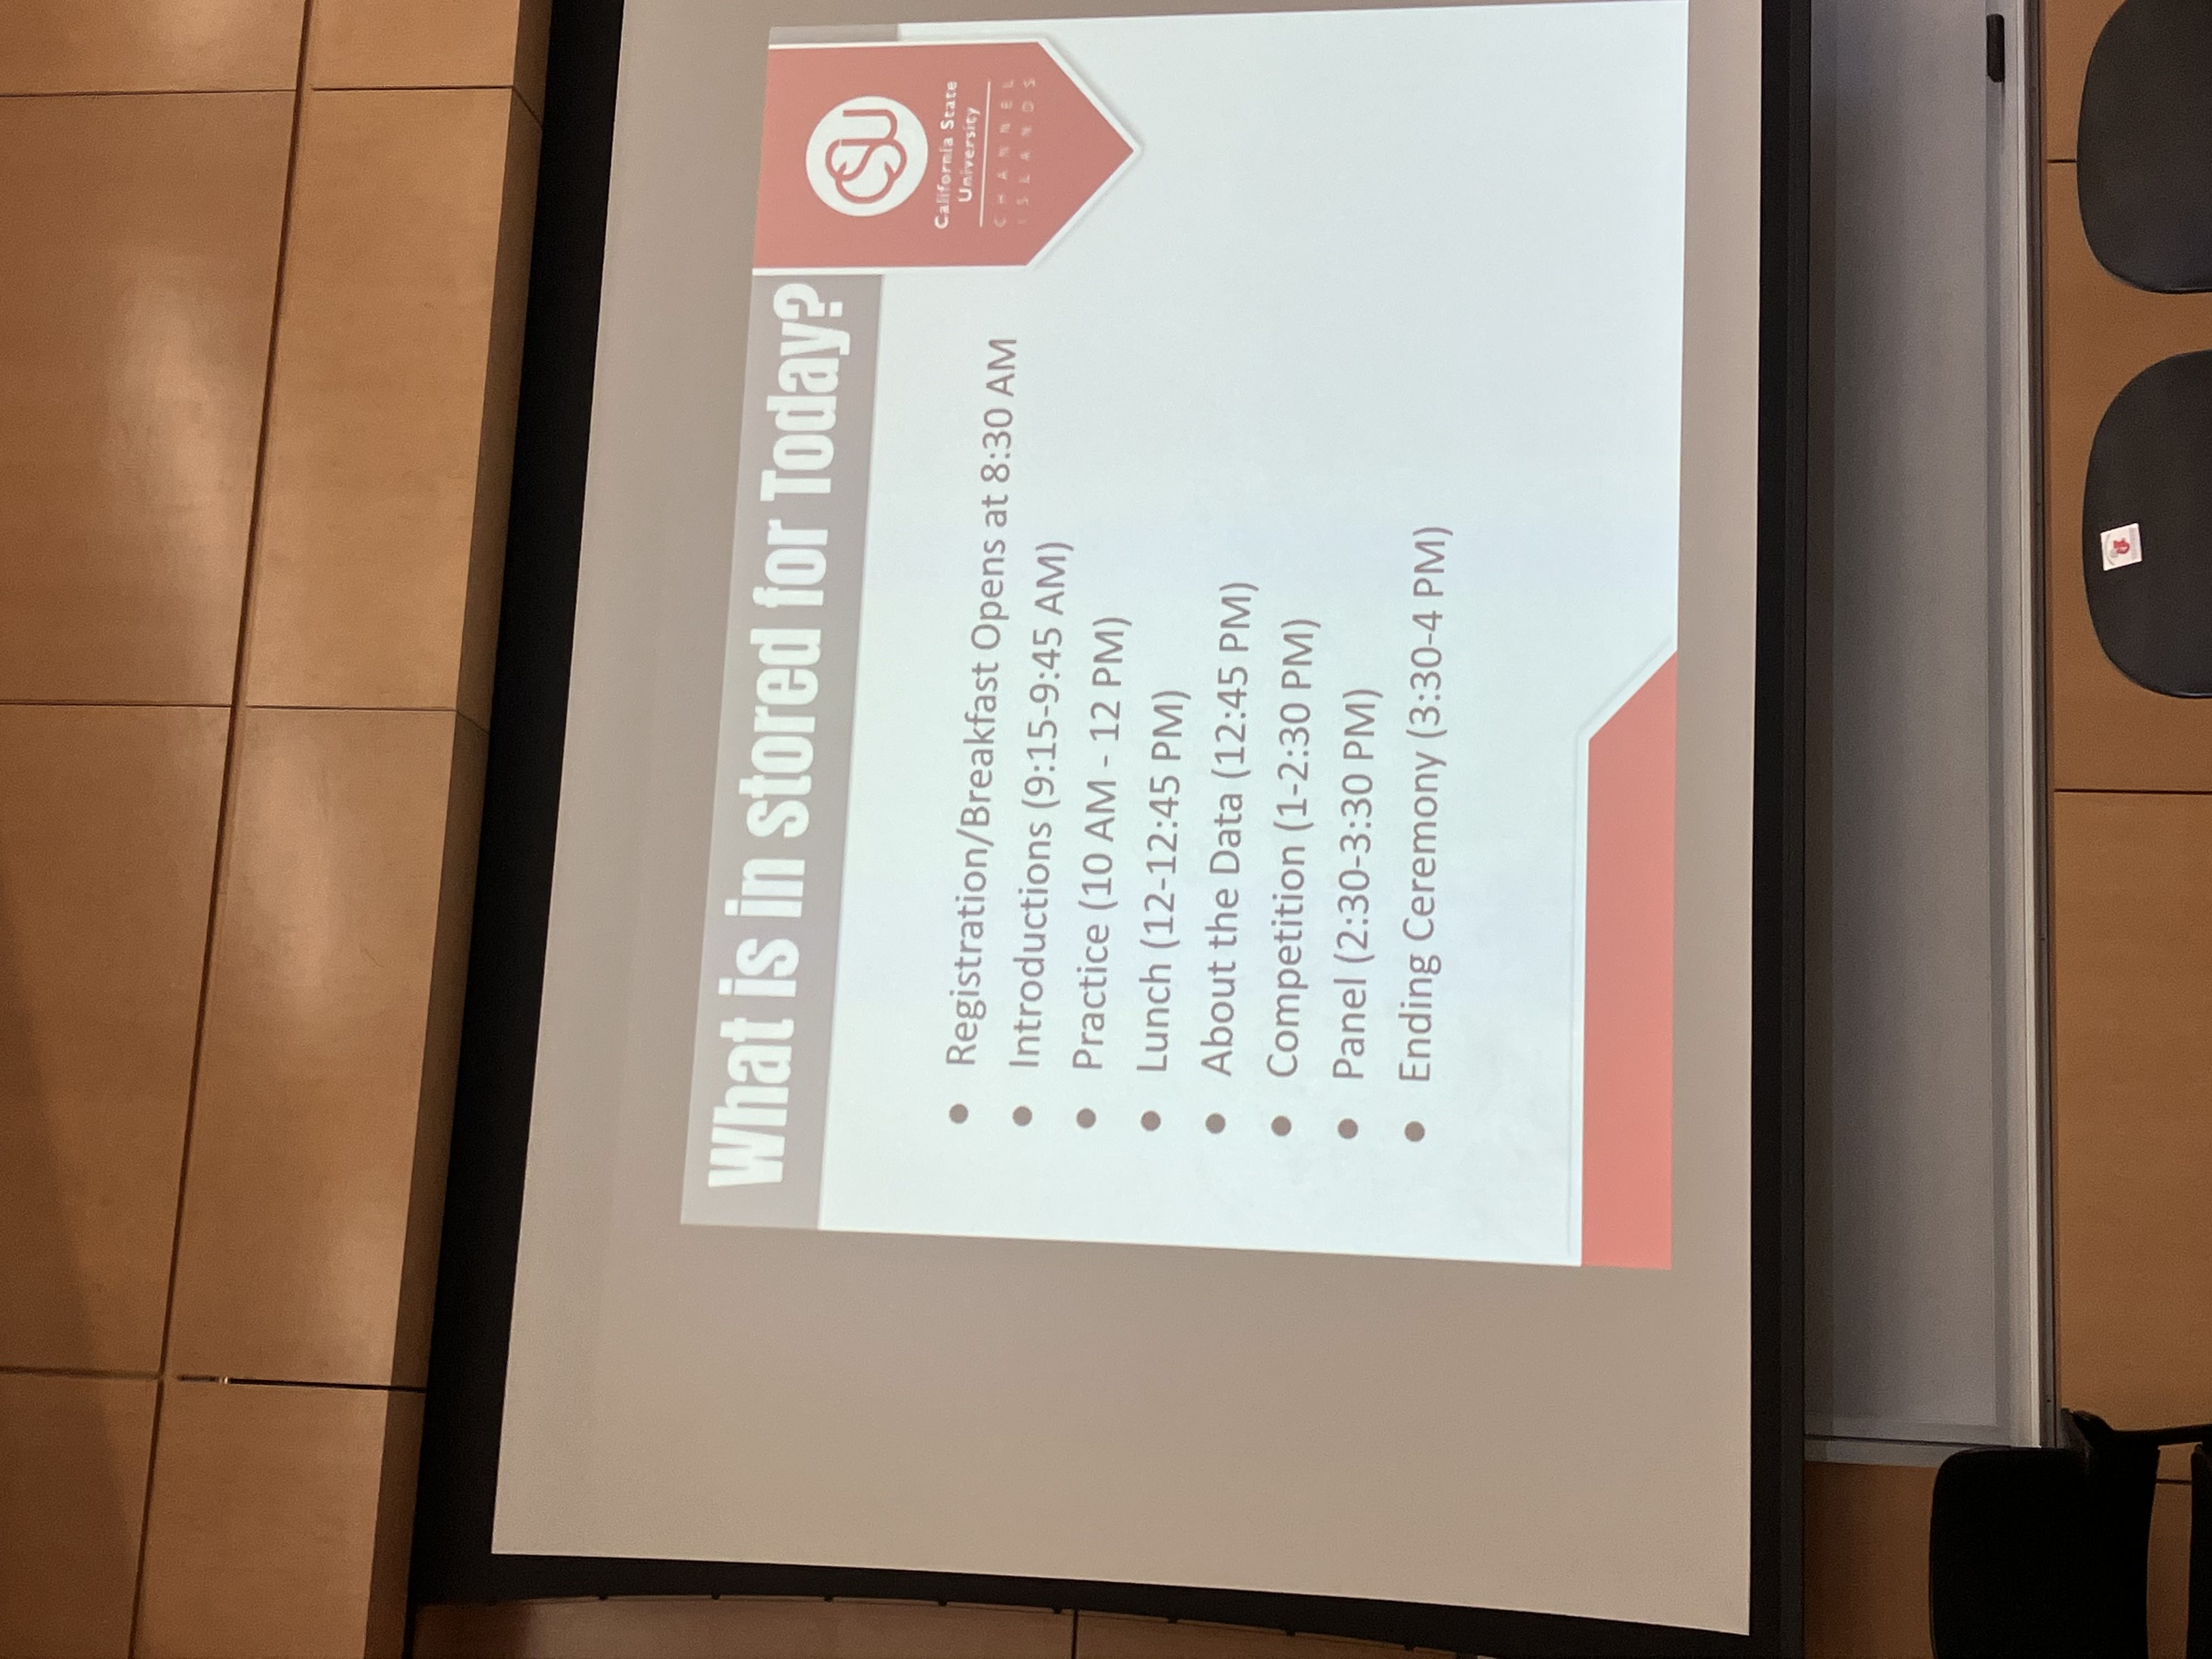 What is in stored for Today?
CSU
California State
University
CHANNEL
ISLANDS
• Registration/Breakfast Opens at 8:30 AM
• Introductions (9:15-9:45 AM)
• Practice (10 AM - 12 PM)
• Lunch (12-12:45 PM)
• About the Data (12:45 PM)
• Competition (1-2:30 PM)
• Panel (2:30-3:30 PM)
• Ending Ceremony (3:30-4 PM)